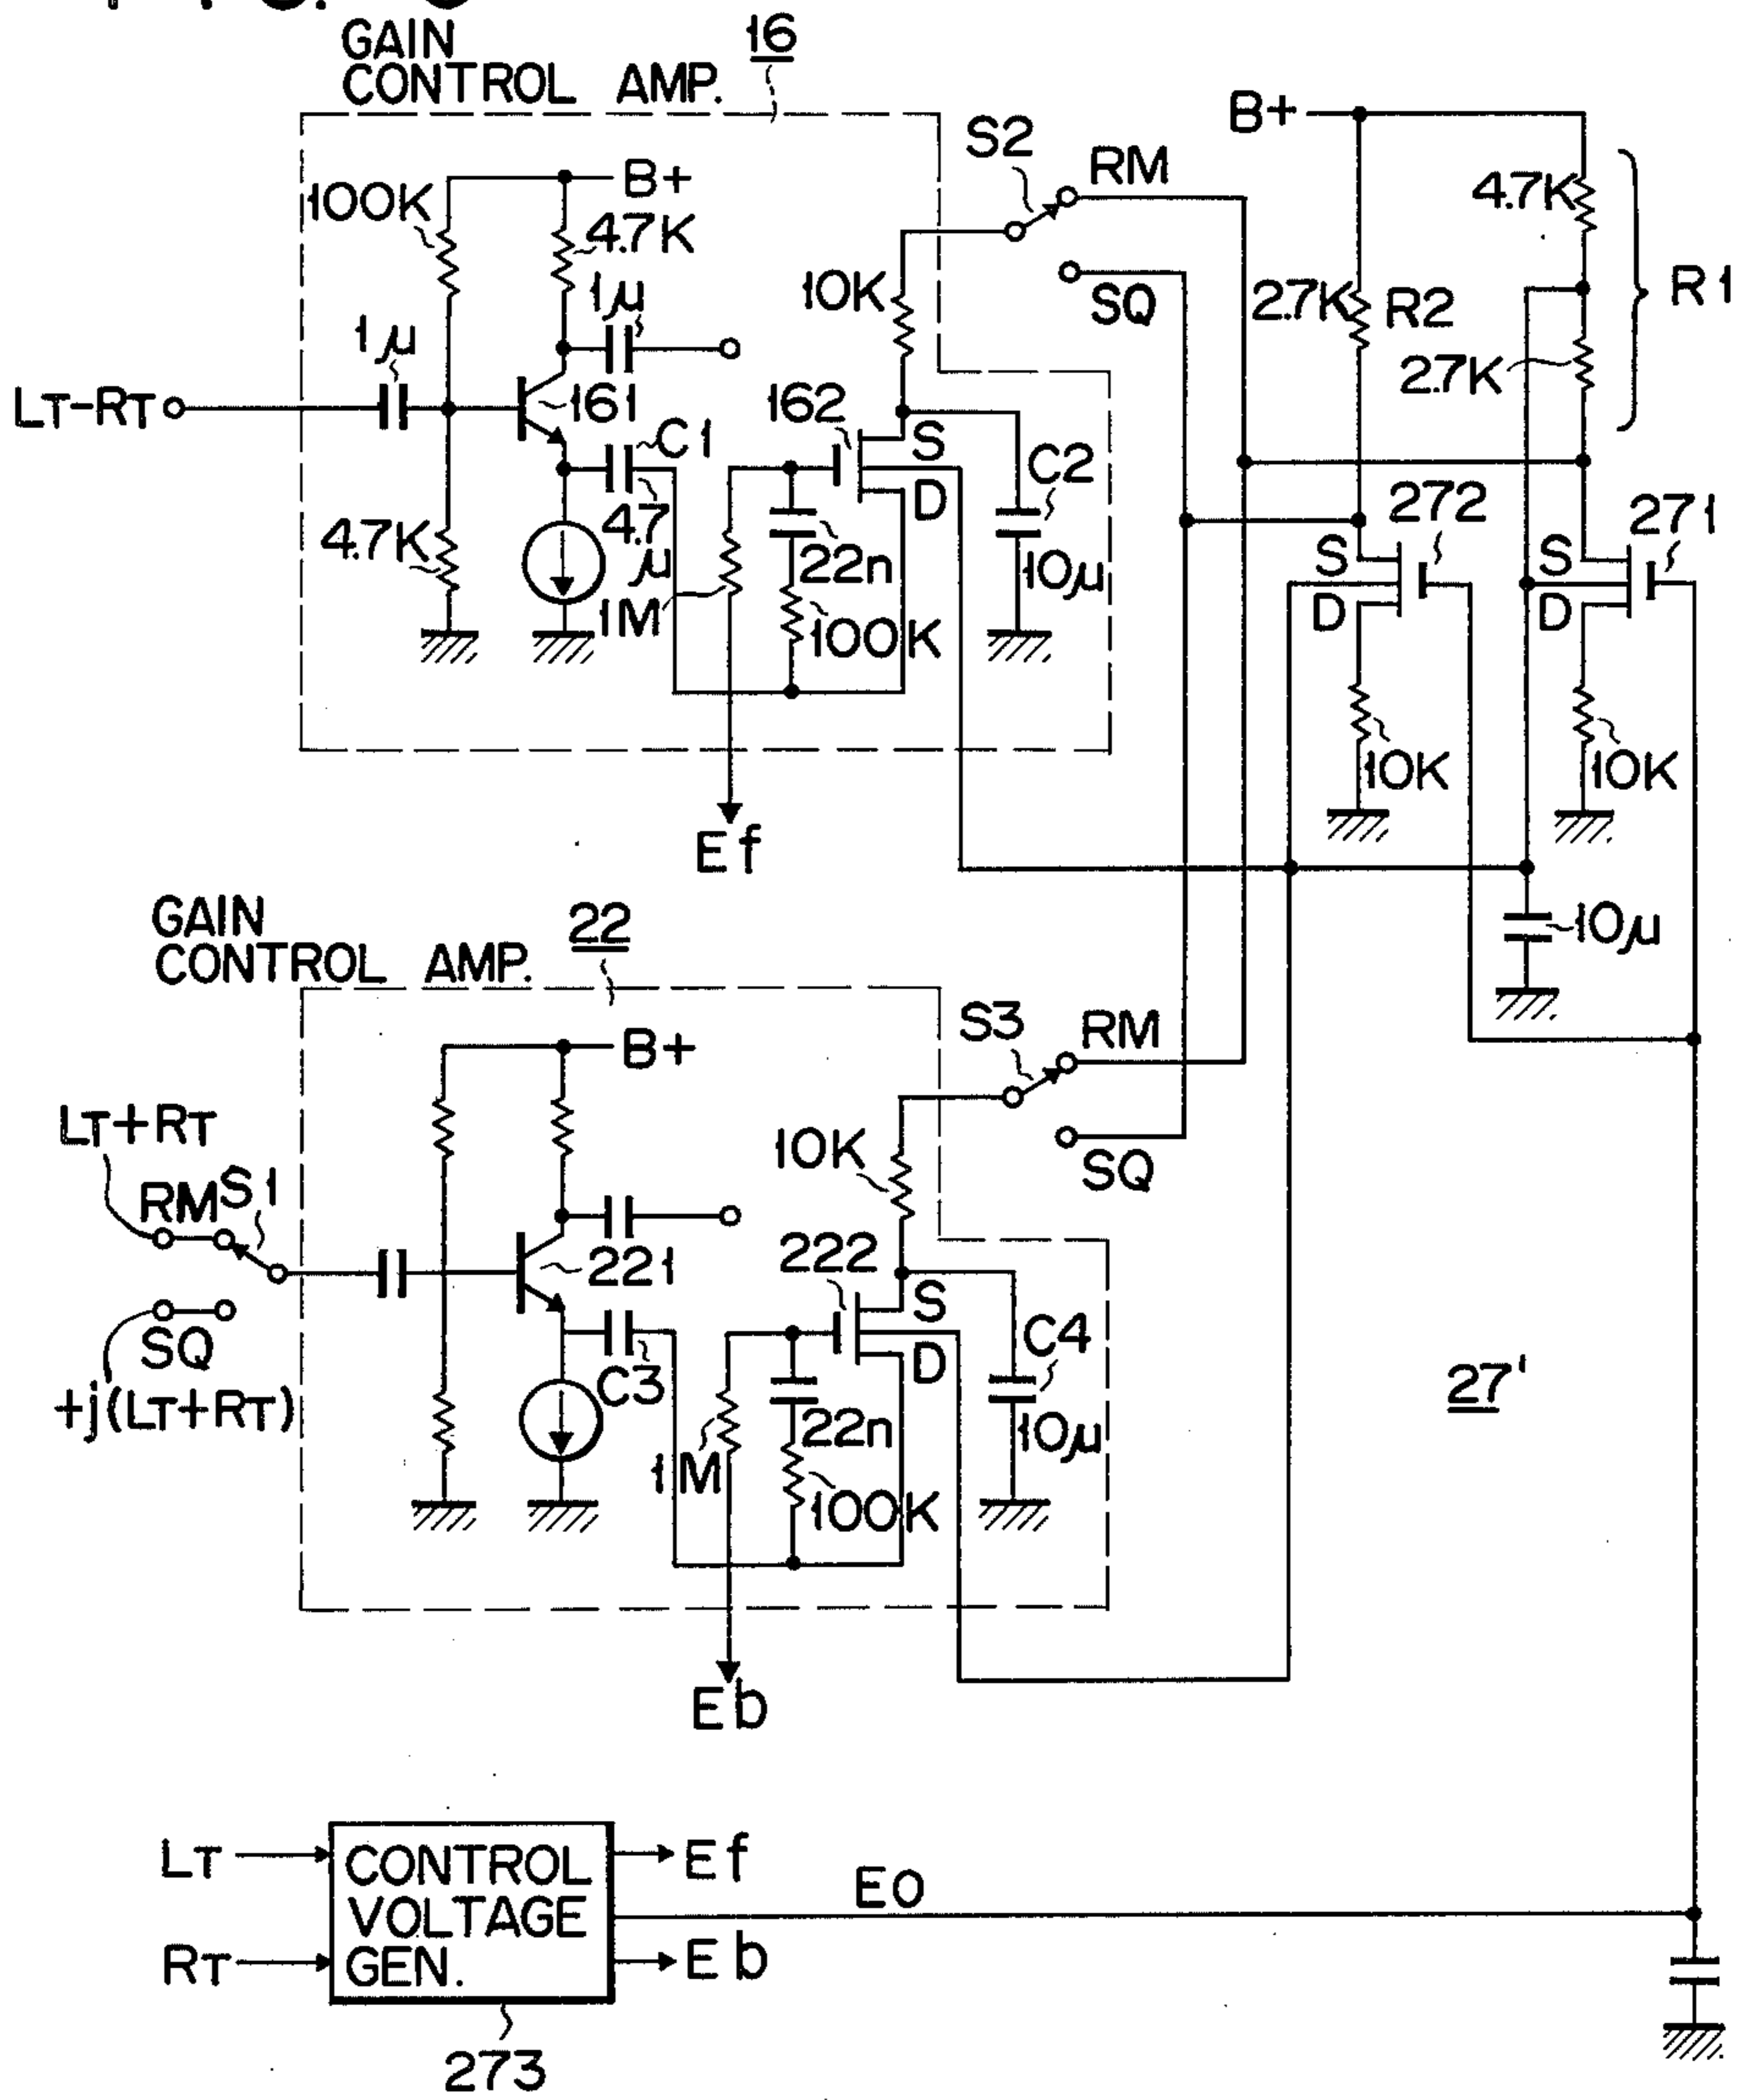 GAIN
CONTROL AMP.
16
B+
S2
RM
SQ
B+
100K
4.7K
1μ
1μ
10K
2.7K
R2
4.7K
2.7K
R1
LT-RT
161
162
C1
4.7
μ
S
D
C2
10μ
272
271
4.7K
1M
22n
100K
S
D
S
D
10K
10K
Ef
10μ
GAIN
CONTROL AMP.
22
B+
S3
RM
SQ
LT+RT
RM
S1
SQ
+j(LT+RT)
10K
221
222
S
D
C3
C4
10μ
1M
22n
100K
27'
Eb
LT
RT
CONTROL
VOLTAGE
GEN.
Ef
EO
Eb
273